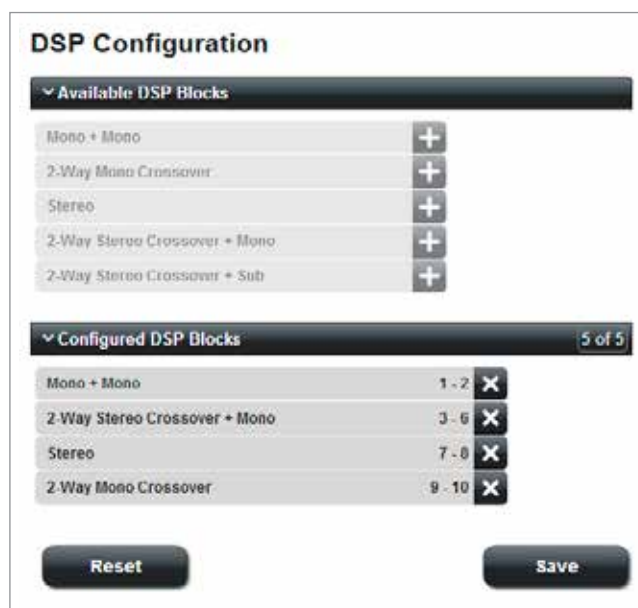 DSP Configuration
Available DSP Blocks
Mono + Mono
2-Way Mono Crossover
Stereo
2-Way Stereo Crossover + Mono
2-Way Stereo Crossover + Sub
Configured DSP Blocks 5 of 5
Mono + Mono 1 - 2
2-Way Stereo Crossover + Mono 3 - 6
Stereo 7 - 8
2-Way Mono Crossover 9 - 10
Reset Save